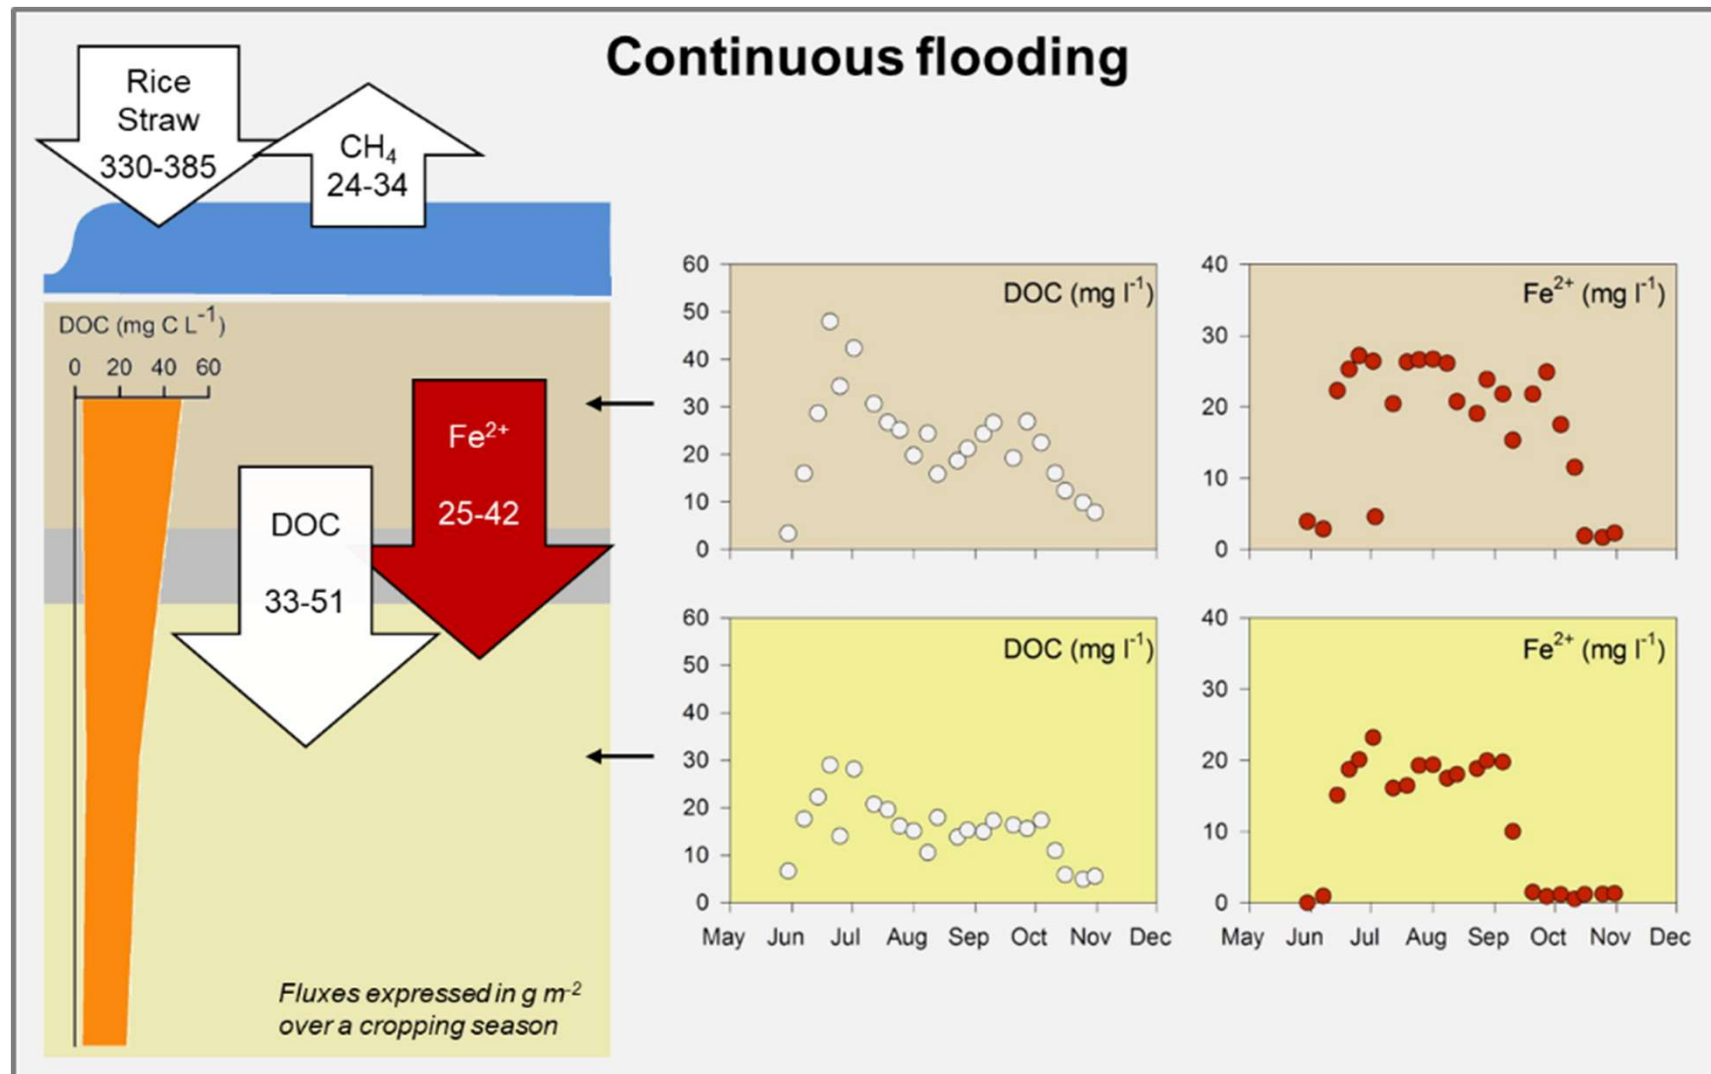 Continuous flooding
Rice
Straw
330-385
CH₄
24-34
DOC (mg C L⁻¹)
0 20 40 60
Fe²⁺
25-42
DOC
33-51
Fluxes expressed in g m⁻²
over a cropping season
60
50
40
30
20
10
0
DOC (mg l⁻¹)
40
30
20
10
0
Fe²⁺ (mg l⁻¹)
60
50
40
30
20
10
0
DOC (mg l⁻¹)
May Jun Jul Aug Sep Oct Nov Dec
40
30
20
10
0
Fe²⁺ (mg l⁻¹)
May Jun Jul Aug Sep Oct Nov Dec